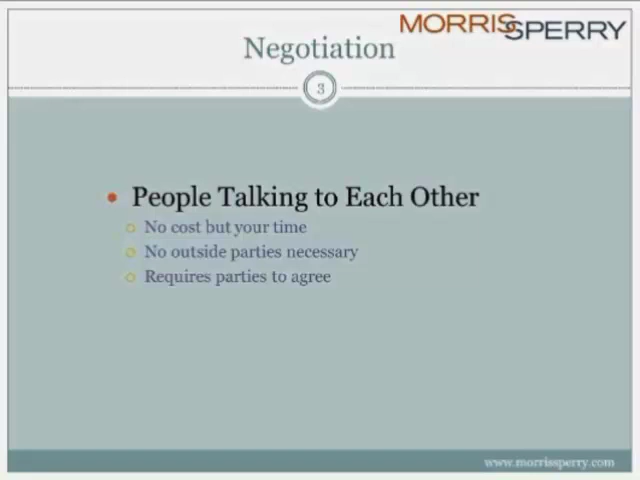 MORRIS SPERRY
Negotiation
3
People Talking to Each Other
No cost but your time
No outside parties necessary
Requires parties to agree
www.morrissperry.com